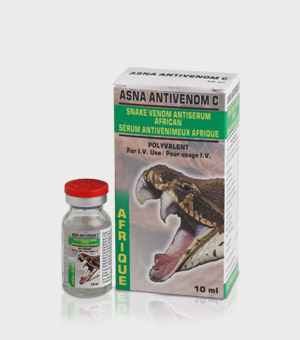 ASNA ANTIVENOM C
SNAKE VENOM ANTISERUM
AFRICAN
SÉRUM ANTIVENIMEUX AFRIQUE
POLYVALENT
For I.V. Use / Pour usage I.V.
AFRIQUE
10 ml
ASNA ANTIVENOM C
10 ml